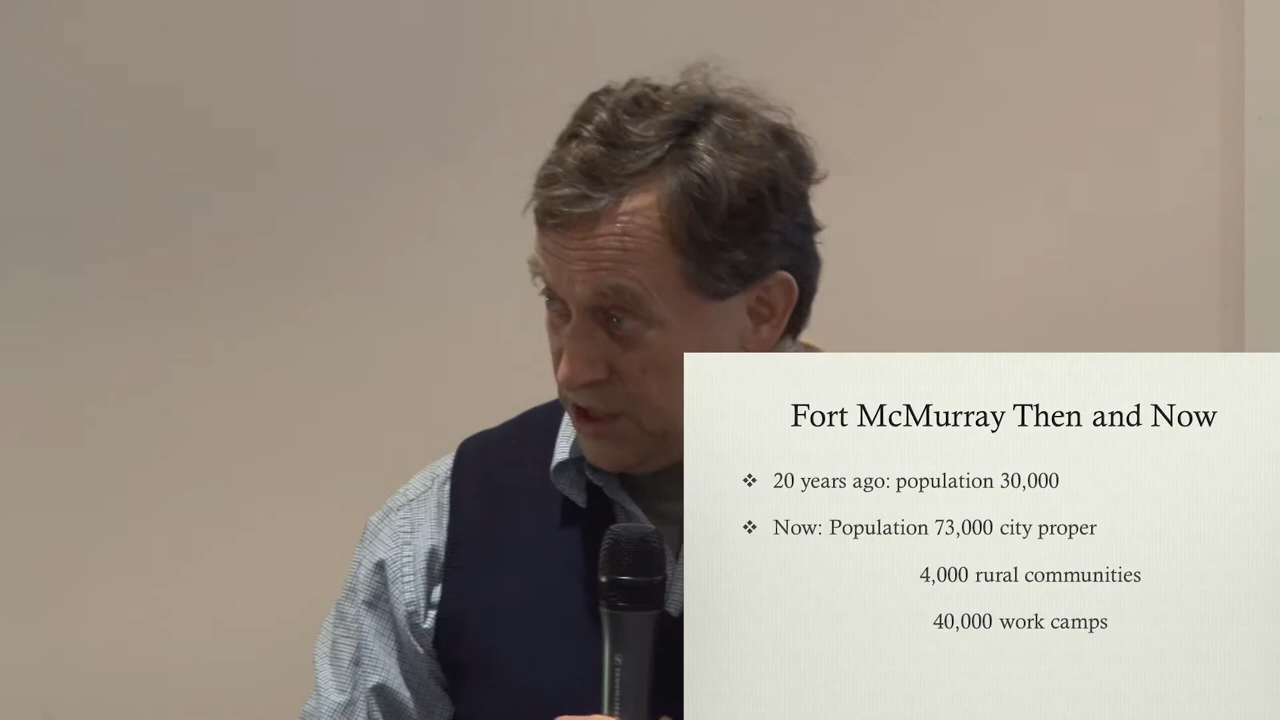 Fort McMurray Then and Now
❖ 20 years ago: population 30,000
❖ Now: Population 73,000 city proper
4,000 rural communities
40,000 work camps